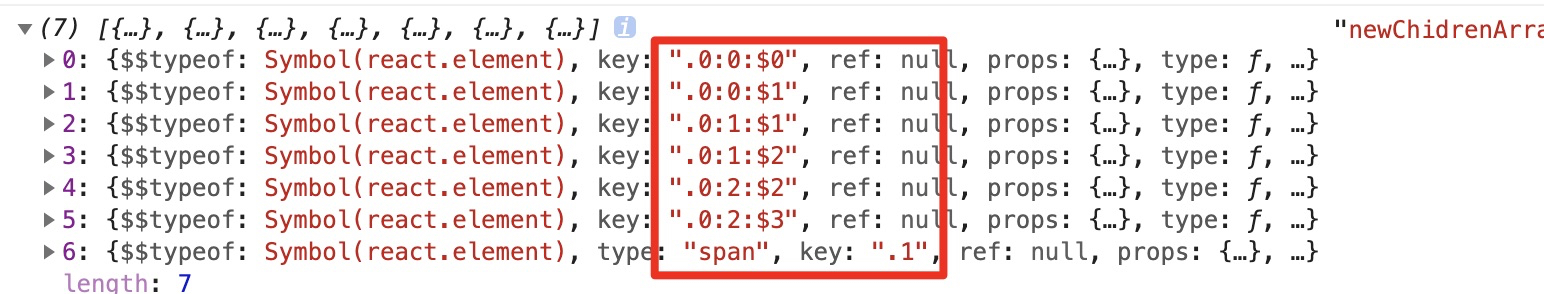 ▼(7) [{…}, {…}, {…}, {…}, {…}, {…}, {…}] i "newChidrenArra
▶0: {$$typeof: Symbol(react.element), key: ".0:0:$0", ref: null, props: {…}, type: ƒ, …}
▶1: {$$typeof: Symbol(react.element), key: ".0:0:$1", ref: null, props: {…}, type: ƒ, …}
▶2: {$$typeof: Symbol(react.element), key: ".0:1:$1", ref: null, props: {…}, type: ƒ, …}
▶3: {$$typeof: Symbol(react.element), key: ".0:1:$2", ref: null, props: {…}, type: ƒ, …}
▶4: {$$typeof: Symbol(react.element), key: ".0:2:$2", ref: null, props: {…}, type: ƒ, …}
▶5: {$$typeof: Symbol(react.element), key: ".0:2:$3", ref: null, props: {…}, type: ƒ, …}
▶6: {$$typeof: Symbol(react.element), type: "span", key: ".1", ref: null, props: {…}, …}
length: 7